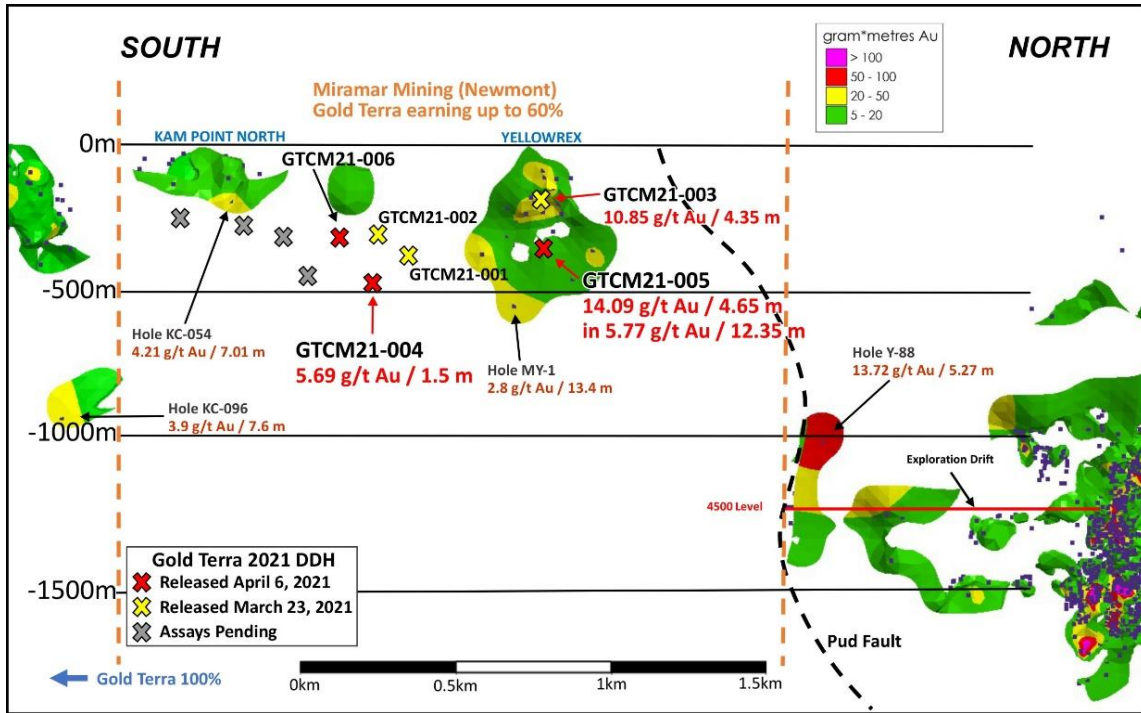 SOUTH
NORTH
gram*metres Au
> 100
50 - 100
20 - 50
5 - 20
Miramar Mining (Newmont)
Gold Terra earning up to 60%
KAM POINT NORTH
YELLOWREX
0m
GTCM21-006
GTCM21-003
10.85 g/t Au / 4.35 m
GTCM21-002
GTCM21-001
GTCM21-005
14.09 g/t Au / 4.65 m
in 5.77 g/t Au / 12.35 m
-500m
Hole KC-054
4.21 g/t Au / 7.01 m
GTCM21-004
5.69 g/t Au / 1.5 m
Hole MY-1
2.8 g/t Au / 13.4 m
Hole Y-88
13.72 g/t Au / 5.27 m
Hole KC-096
3.9 g/t Au / 7.6 m
-1000m
Exploration Drift
4500 Level
Gold Terra 2021 DDH
Released April 6, 2021
Released March 23, 2021
Assays Pending
-1500m
Pud Fault
Gold Terra 100%
0km
0.5km
1km
1.5km